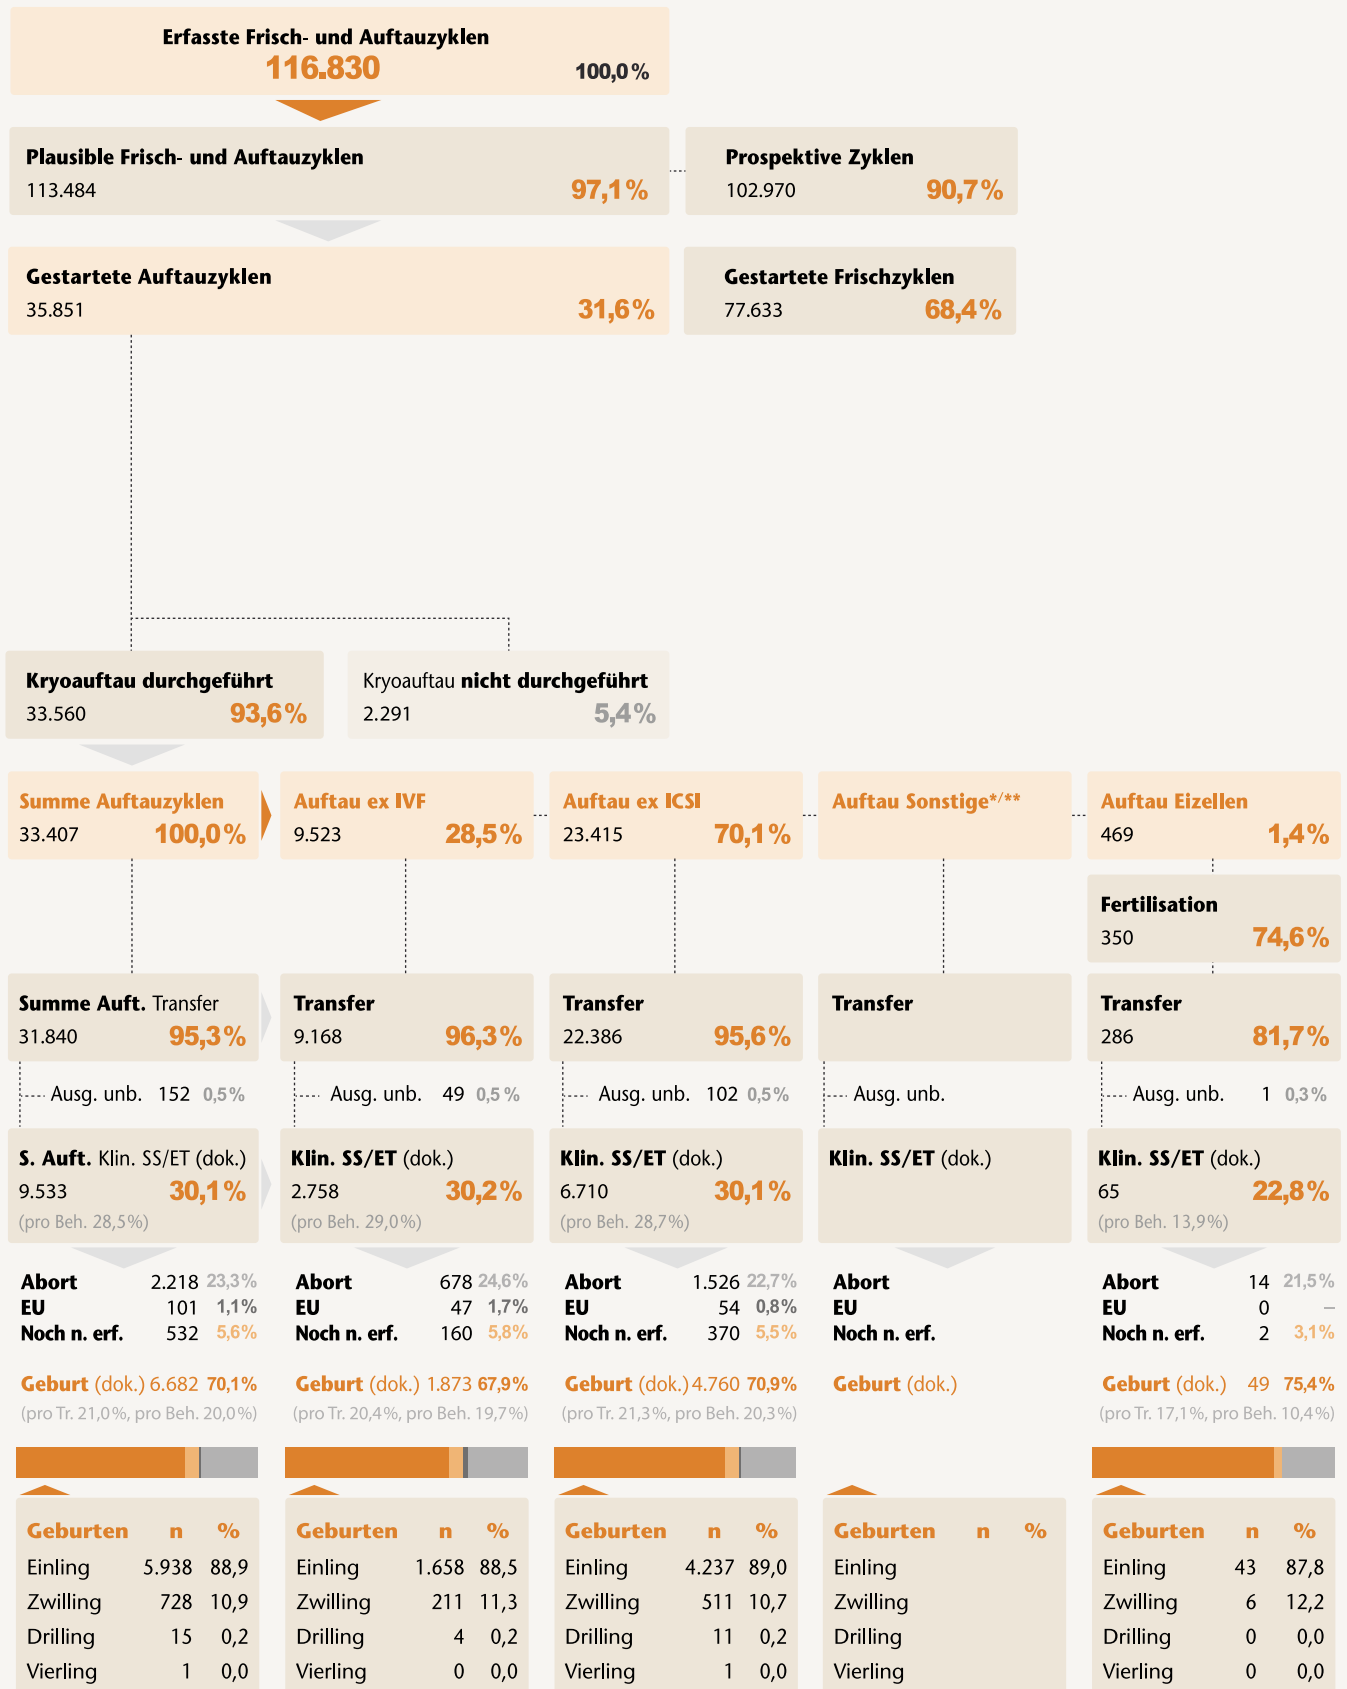 Erfasste Frisch- und Auftauzyklen
116.830 100,0 %
Plausible Frisch- und Auftauzyklen
113.484 97,1 %
Prospektive Zyklen
102.970 90,7 %
Gestartete Auftauzyklen
35.851 31,6 %
Gestartete Frischzyklen
77.633 68,4 %
Kryoauftau durchgeführt
33.560 93,6 %
Kryoauftau nicht durchgeführt
2.291 5,4 %
Summe Auftauzyklen
33.407 100,0 %
Auftau ex IVF
9.523 28,5 %
Auftau ex ICSI
23.415 70,1 %
Auftau Sonstige*/**
Auftau Eizellen
469 1,4 %
Fertilisation
350 74,6 %
Summe Auft. Transfer
31.840 95,3 %
Transfer
9.168 96,3 %
Transfer
22.386 95,6 %
Transfer
Transfer
286 81,7 %
Ausg. unb. 152 0,5 %
Ausg. unb. 49 0,5 %
Ausg. unb. 102 0,5 %
Ausg. unb.
Ausg. unb. 1 0,3 %
S. Auft. Klin. SS/ET (dok.)
9.533 30,1 %
(pro Beh. 28,5 %)
Klin. SS/ET (dok.)
2.758 30,2 %
(pro Beh. 29,0 %)
Klin. SS/ET (dok.)
6.710 30,1 %
(pro Beh. 28,7 %)
Klin. SS/ET (dok.)
Klin. SS/ET (dok.)
65 22,8 %
(pro Beh. 13,9 %)
Abort 2.218 23,3 %
EU 101 1,1 %
Noch n. erf. 532 5,6 %
Geburt (dok.) 6.682 70,1 %
(pro Tr. 21,0 %, pro Beh. 20,0 %)
Abort 678 24,6 %
EU 47 1,7 %
Noch n. erf. 160 5,8 %
Geburt (dok.) 1.873 67,9 %
(pro Tr. 20,4 %, pro Beh. 19,7 %)
Abort 1.526 22,7 %
EU 54 0,8 %
Noch n. erf. 370 5,5 %
Geburt (dok.) 4.760 70,9 %
(pro Tr. 21,3 %, pro Beh. 20,3 %)
Abort
EU
Noch n. erf.
Geburt (dok.)
Abort 14 21,5 %
EU 0 –
Noch n. erf. 2 3,1 %
Geburt (dok.) 49 75,4 %
(pro Tr. 17,1 %, pro Beh. 10,4 %)
Geburten n %
Einling 5.938 88,9
Zwilling 728 10,9
Drilling 15 0,2
Vierling 1 0,0
Geburten n %
Einling 1.658 88,5
Zwilling 211 11,3
Drilling 4 0,2
Vierling 0 0,0
Geburten n %
Einling 4.237 89,0
Zwilling 511 10,7
Drilling 11 0,2
Vierling 1 0,0
Geburten n %
Einling
Zwilling
Drilling
Vierling
Geburten n %
Einling 43 87,8
Zwilling 6 12,2
Drilling 0 0,0
Vierling 0 0,0